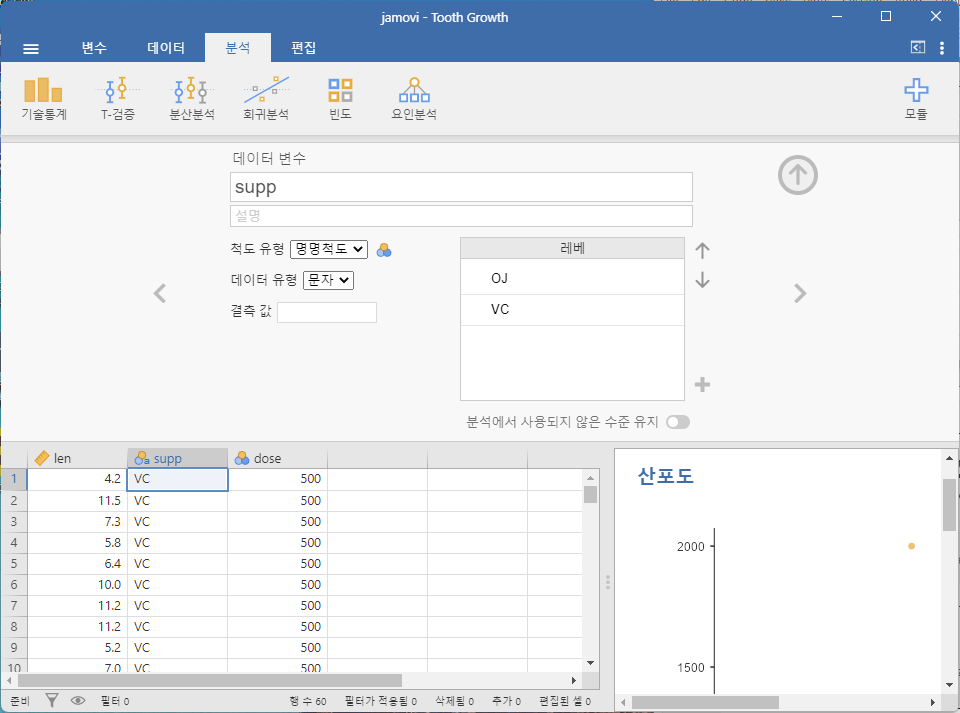 jamovi - Tooth Growth
변수 데이터 분석 편집
기술통계 T-검증 분산분석 회귀분석 빈도 요인분석 모듈
데이터 변수
supp
설명
척도 유형 명명척도
데이터 유형 문자
결측 값
레베
OJ
VC
분석에서 사용되지 않은 수준 유지
len supp dose
1 4.2 VC 500
2 11.5 VC 500
3 7.3 VC 500
4 5.8 VC 500
5 6.4 VC 500
6 10.0 VC 500
7 11.2 VC 500
8 11.2 VC 500
9 5.2 VC 500
10 7.0 VC 500
산포도
2000
1500
준비 필터 0 행 수 60 필터가 적용됨 0 삭제됨 0 추가 0 편집된 셀 0